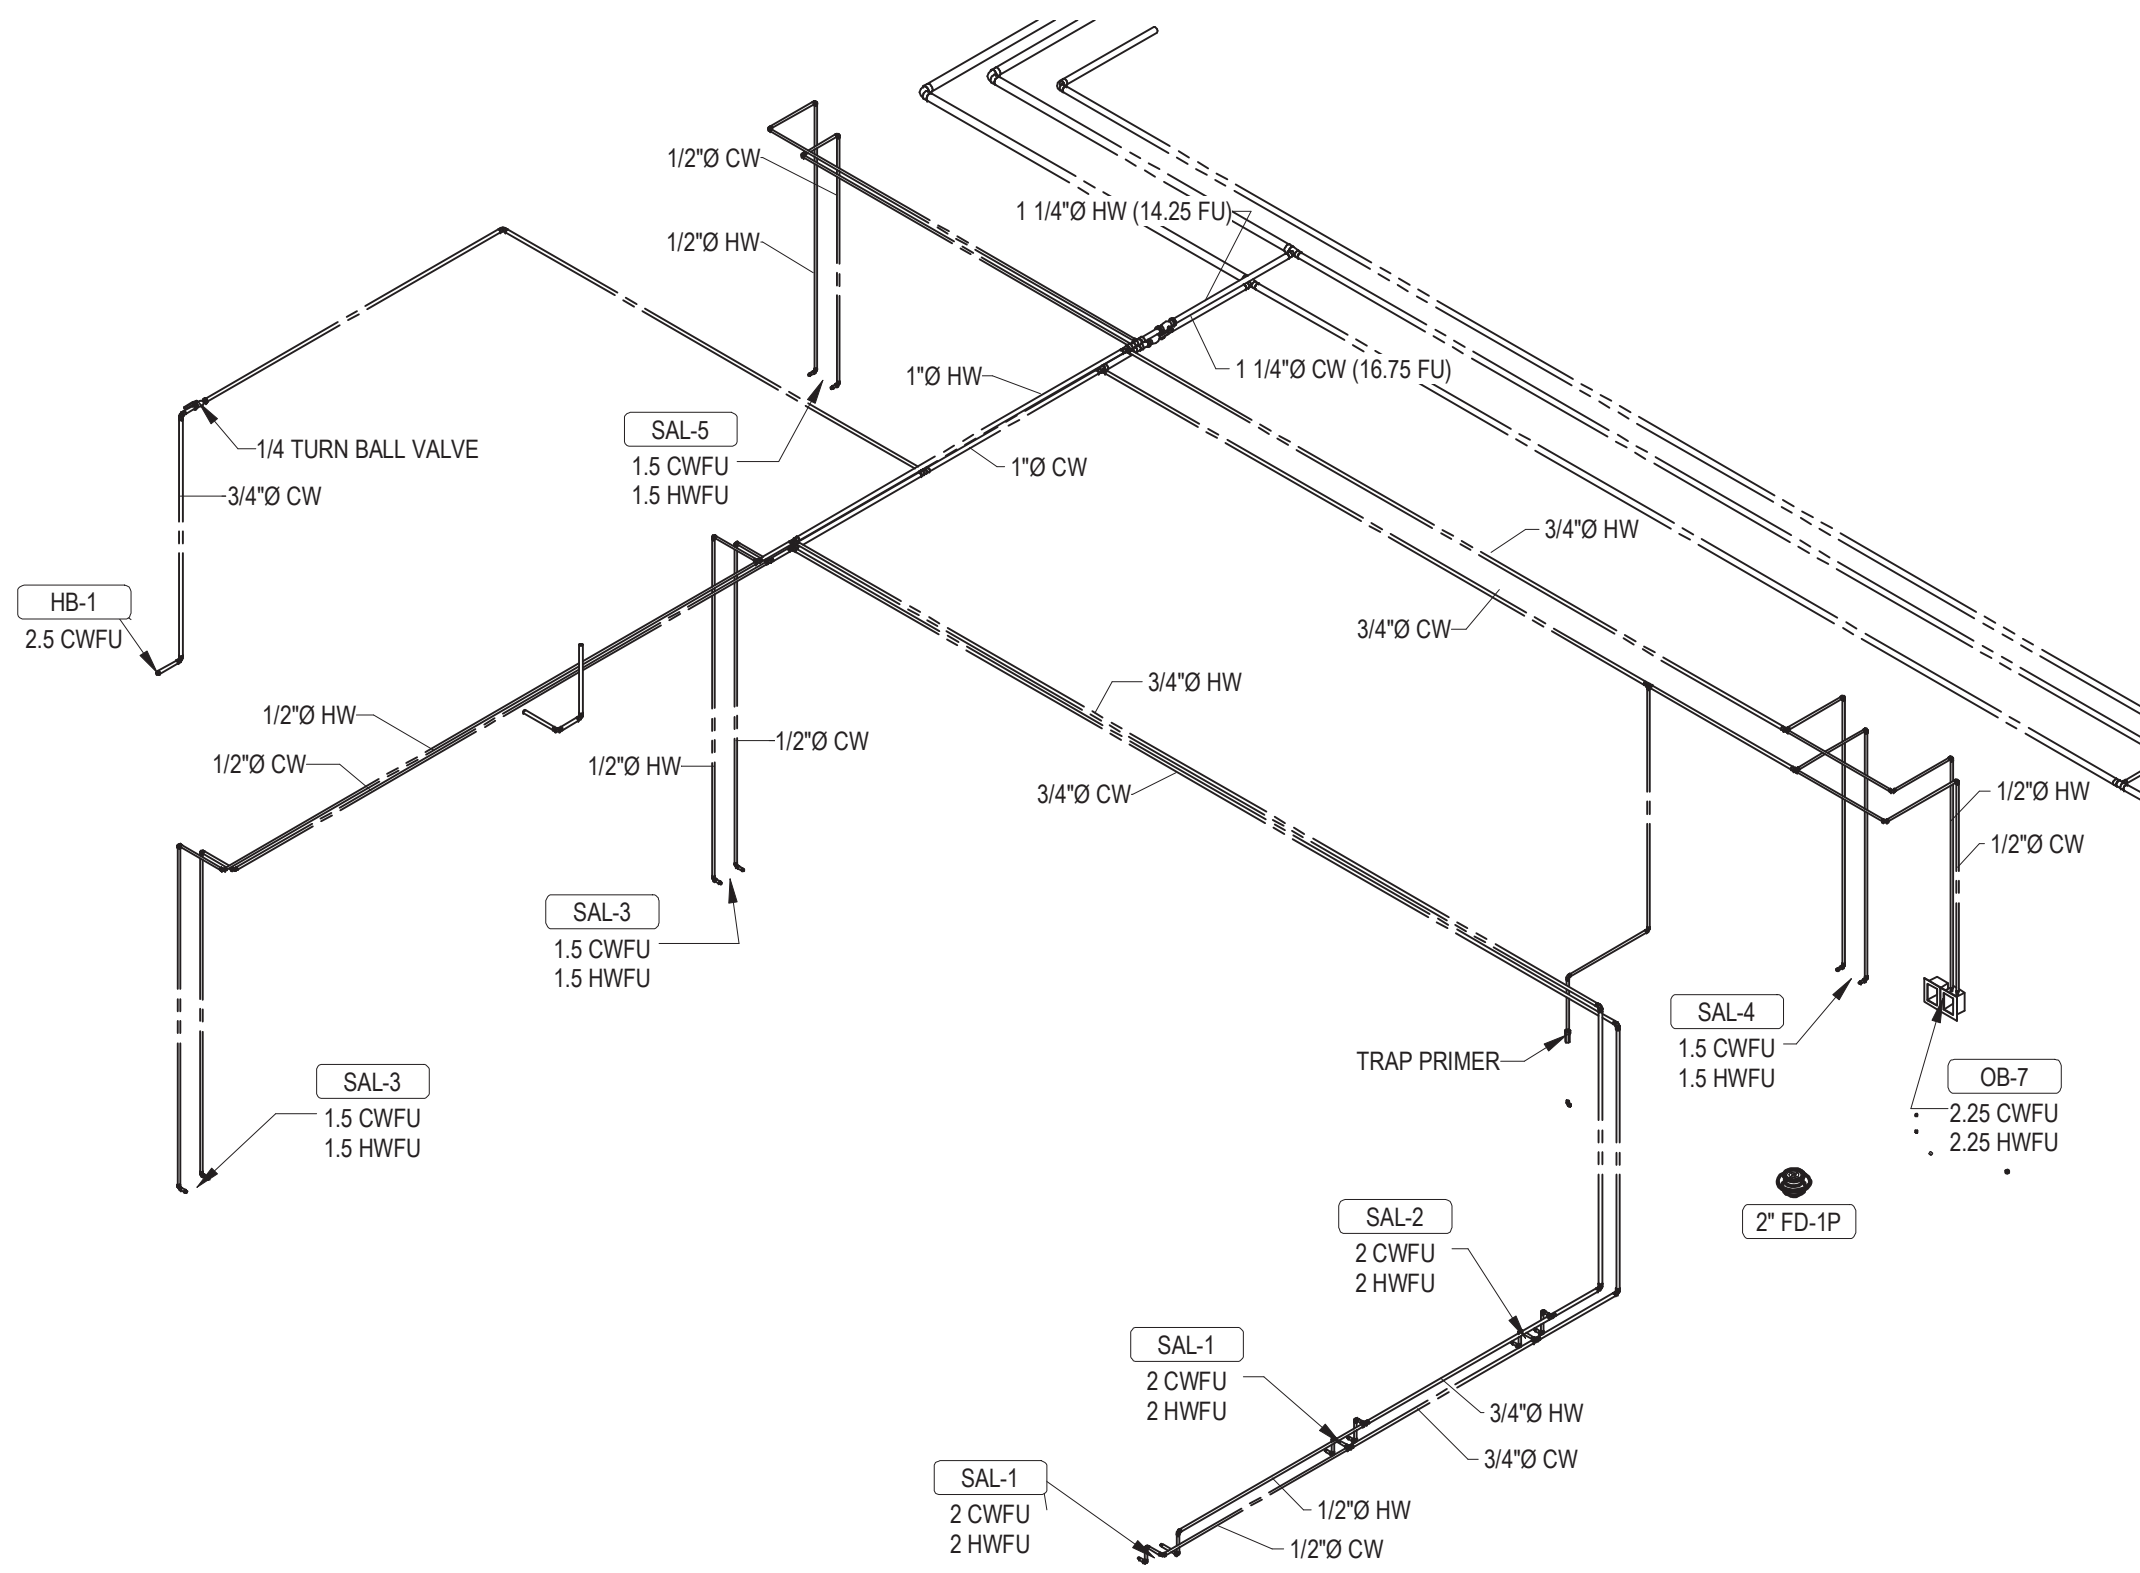 1/2"Ø CW
1 1/4"Ø HW (14.25 FU)
1/2"Ø HW
1 1/4"Ø CW (16.75 FU)
1"Ø HW
SAL-5
1.5 CWFU
1.5 HWFU
1/4 TURN BALL VALVE
1"Ø CW
3/4"Ø CW
3/4"Ø HW
HB-1
2.5 CWFU
3/4"Ø CW
3/4"Ø HW
1/2"Ø HW
1/2"Ø CW
1/2"Ø CW
1/2"Ø HW
3/4"Ø CW
1/2"Ø HW
1/2"Ø CW
SAL-3
1.5 CWFU
1.5 HWFU
SAL-4
1.5 CWFU
1.5 HWFU
TRAP PRIMER
OB-7
2.25 CWFU
2.25 HWFU
SAL-3
1.5 CWFU
1.5 HWFU
2" FD-1P
SAL-2
2 CWFU
2 HWFU
SAL-1
2 CWFU
2 HWFU
3/4"Ø HW
3/4"Ø CW
SAL-1
2 CWFU
2 HWFU
1/2"Ø HW
1/2"Ø CW